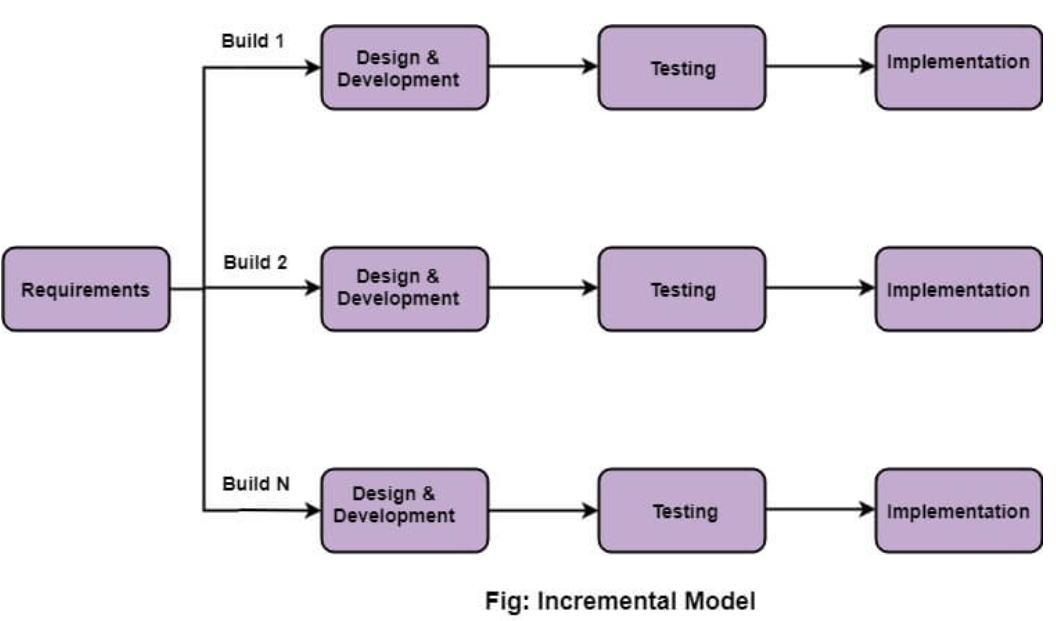 Build 1
Design &
Development
Testing
Implementation
Requirements
Build 2
Design &
Development
Testing
Implementation
Build N
Design &
Development
Testing
Implementation
Fig: Incremental Model